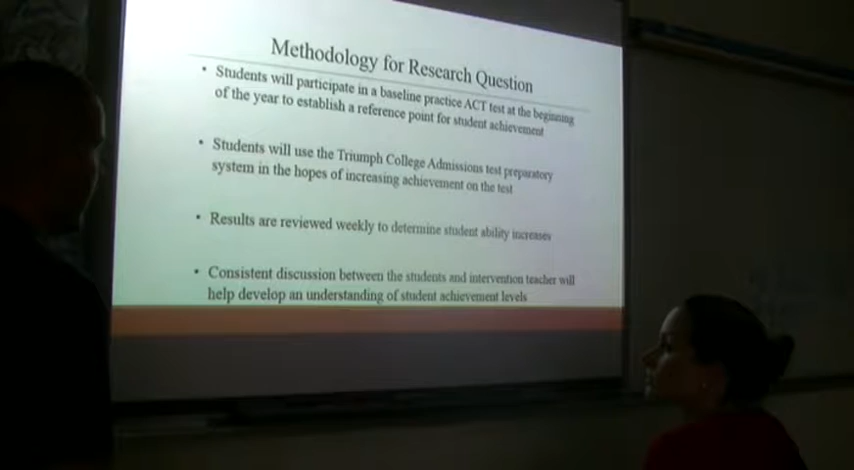 Methodology for Research Question
• Students will participate in a baseline practice ACT test at the beginning
of the year to establish a reference point for student achievement
• Students will use the Triumph College Admissions test preparatory
system in the hopes of increasing achievement on the test
• Results are reviewed weekly to determine student ability increases
• Consistent discussion between the students and intervention teacher will
help develop an understanding of student achievement levels